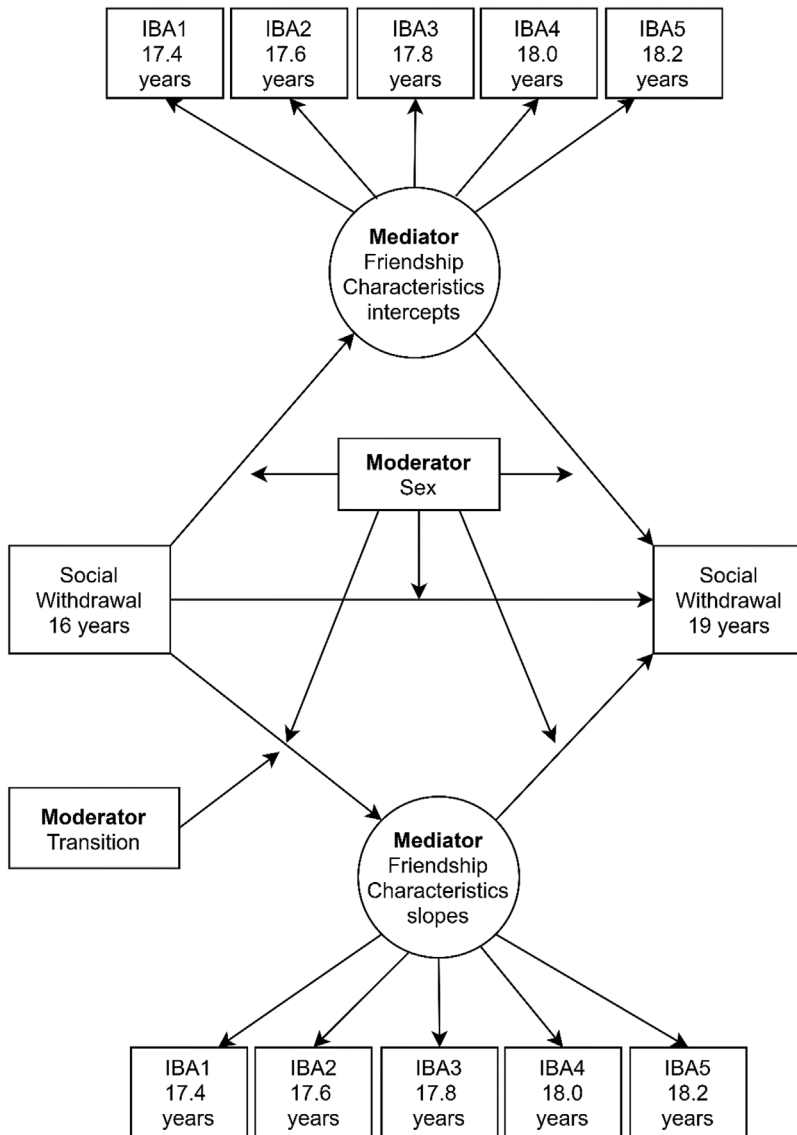 IBA1
17.4
years
IBA2
17.6
years
IBA3
17.8
years
IBA4
18.0
years
IBA5
18.2
years
Mediator
Friendship
Characteristics
intercepts
Moderator
Sex
Social
Withdrawal
16 years
Social
Withdrawal
19 years
Moderator
Transition
Mediator
Friendship
Characteristics
slopes
IBA1
17.4
years
IBA2
17.6
years
IBA3
17.8
years
IBA4
18.0
years
IBA5
18.2
years